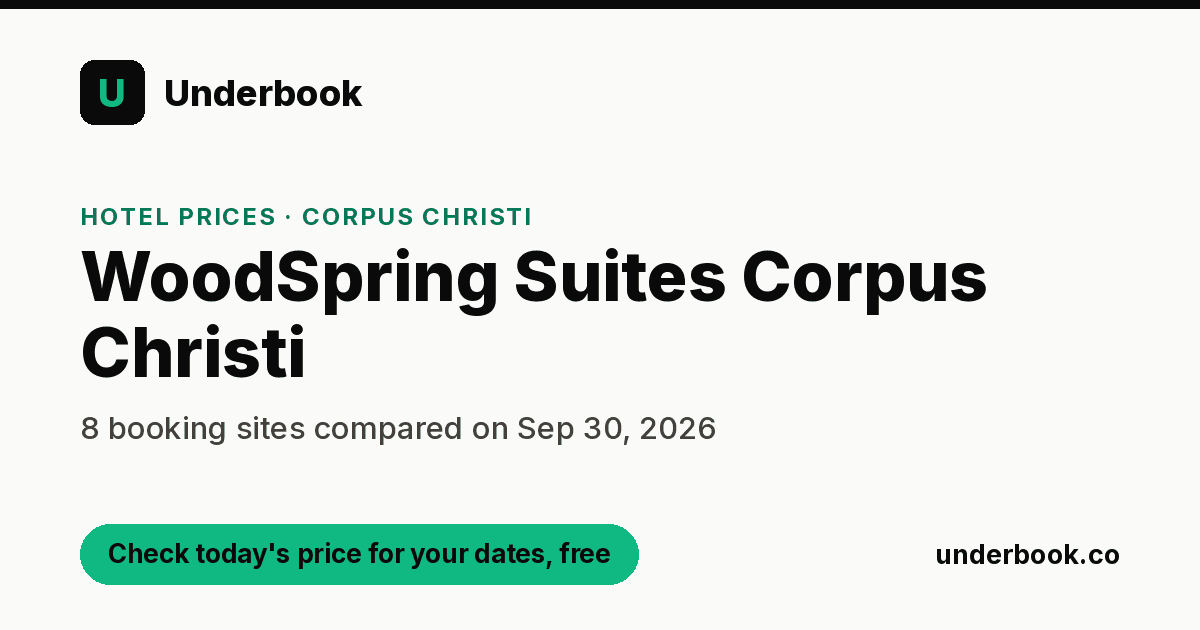 U Underbook
HOTEL PRICES · CORPUS CHRISTI
WoodSpring Suites Corpus
Christi
8 booking sites compared on Sep 30, 2026
Check today's price for your dates, free
underbook.co